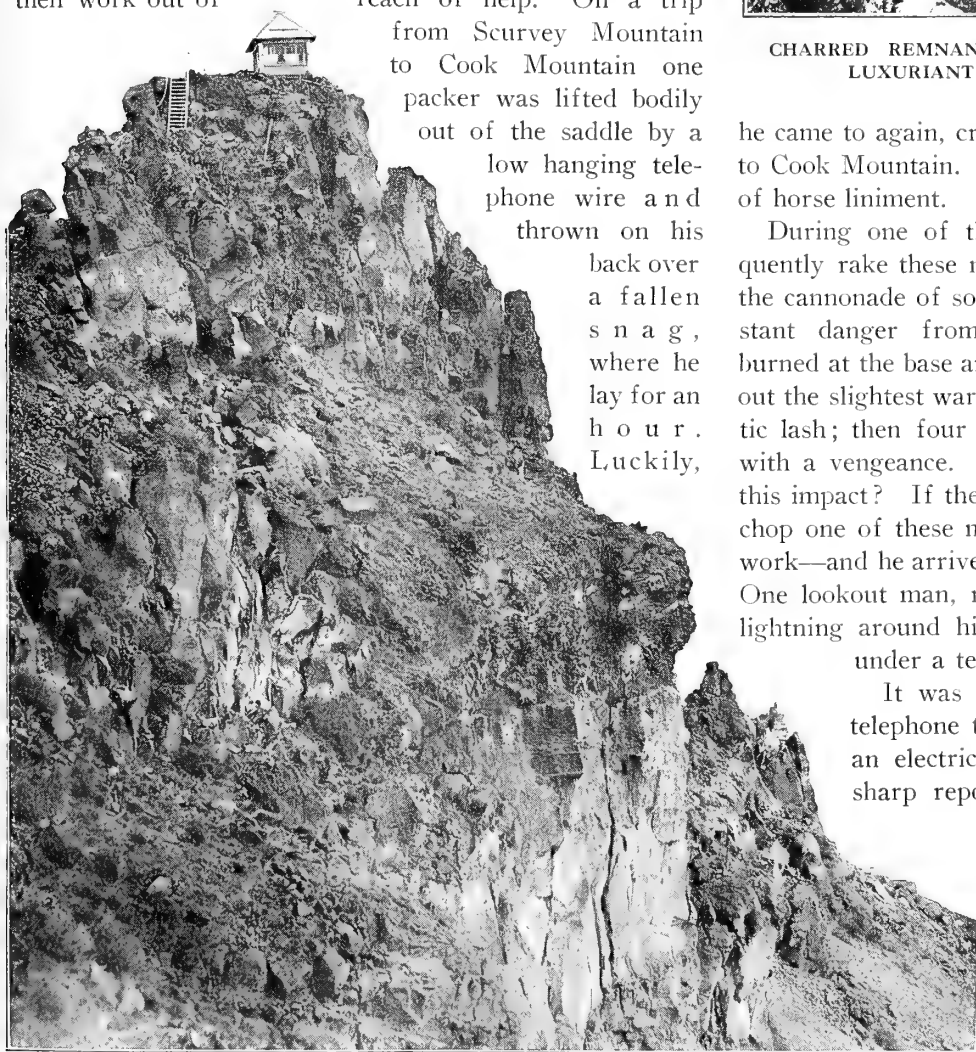 then work out of
reach of help. On a trip
from Scurvey Mountain
to Cook Mountain one
packer was lifted bodily
out of the saddle by a
low hanging tele-
phone wire and
thrown on his
back over
a fallen
snag,
where he
lay for an
hour.
Luckily,
CHARRED REMNAN
LUXURIANT
he came to again, cr
to Cook Mountain.
of horse liniment.
During one of t
quently rake these
the cannonade of so
stant danger from
burned at the base a
out the slightest war
tic lash; then four
with a vengeance.
this impact? If the
chop one of these
work—and he arrive
One lookout man,
lightning around hi
under a te
It was
telephone t
an electric
sharp repo